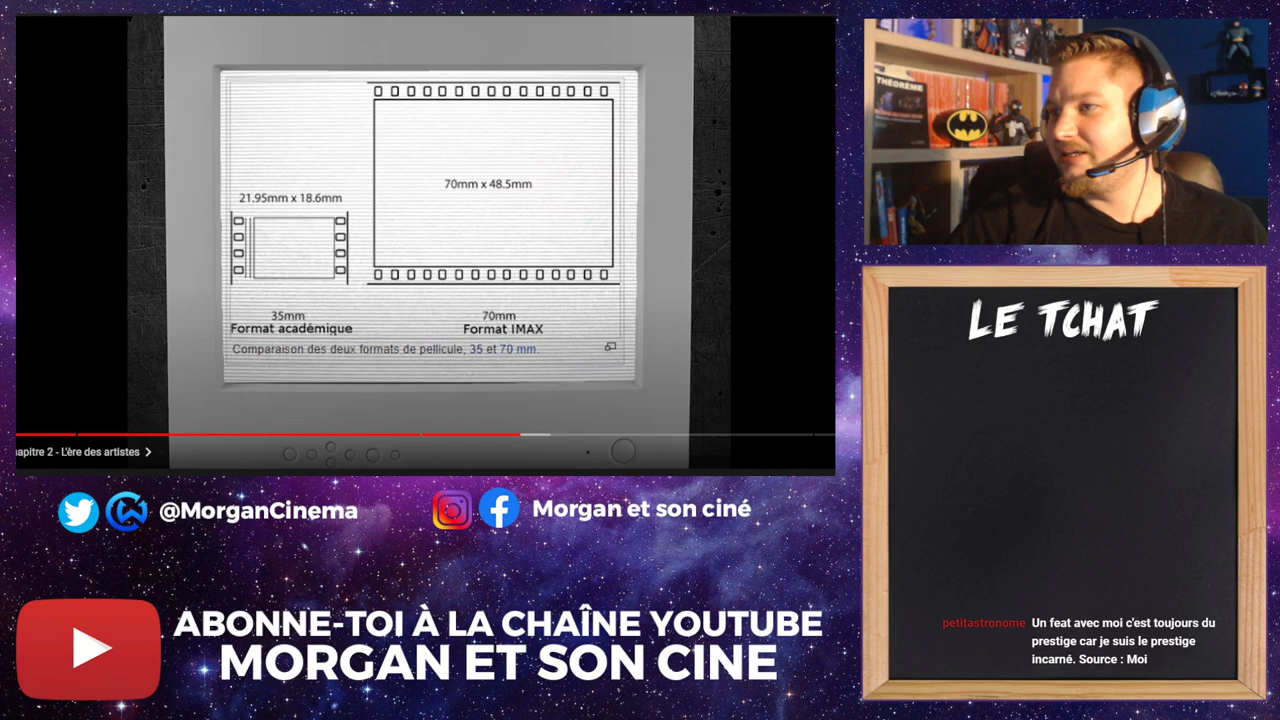 70mm x 48.5mm
21.95mm x 18.6mm
35mm
Format académique
70mm
Format IMAX
Comparaison des deux formats de pellicule, 35 et 70 mm.
apitre 2 - L'ère des artistes
@MorganCinema
Morgan et son ciné
ABONNE-TOI À LA CHAÎNE YOUTUBE
MORGAN ET SON CINE
THÉORÈME
LE TCHAT
petitastronome Un feat avec moi c'est toujours du
prestige car je suis le prestige
incarné. Source : Moi